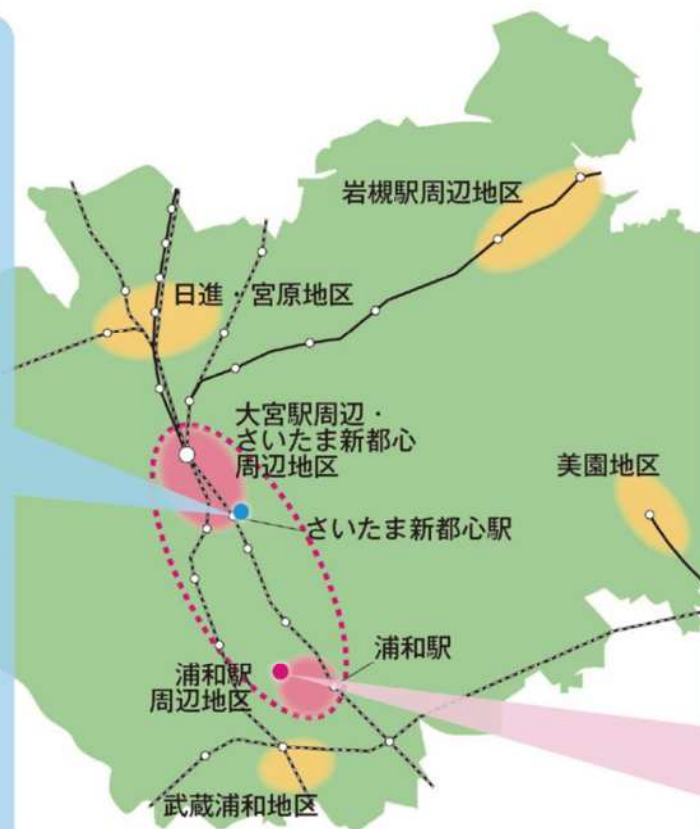 岩槻駅周辺地区
日進・宮原地区
大宮駅周辺・
さいたま新都心
周辺地区
美園地区
さいたま新都心駅
浦和駅
浦和駅
周辺地区
武蔵浦和地区